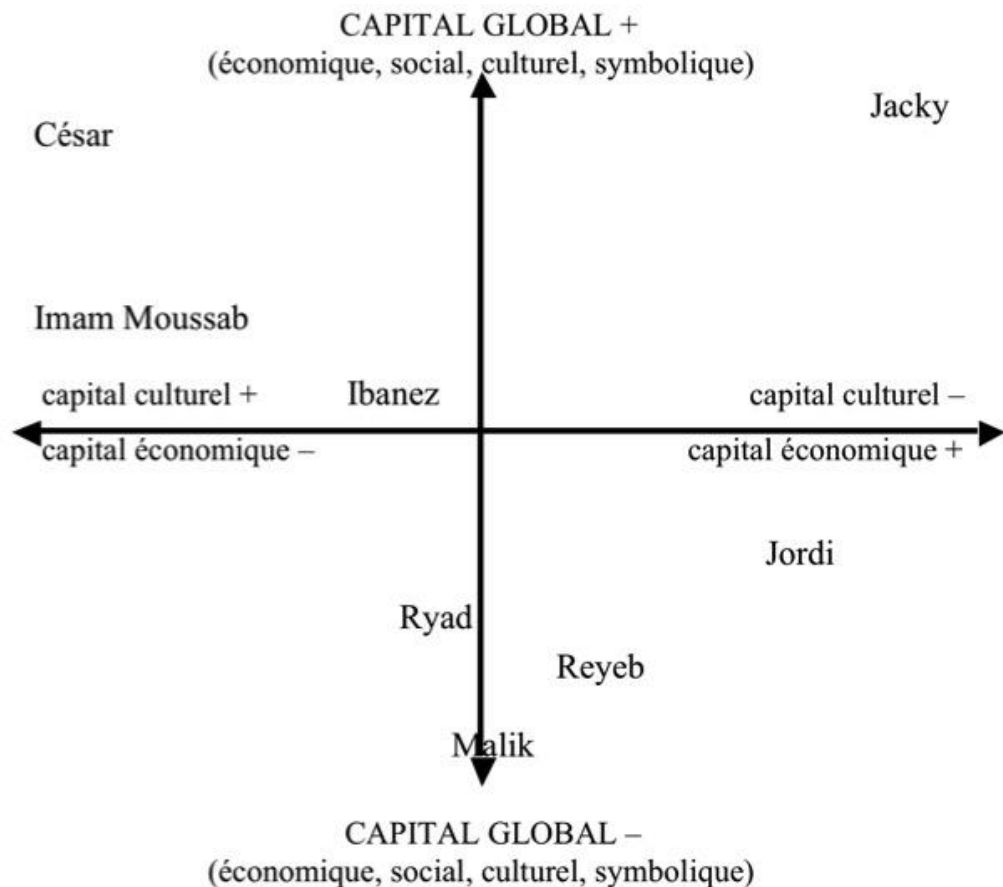 CAPITAL GLOBAL +
(économique, social, culturel, symbolique)
Jacky
César
Imam Moussab
capital culturel +
Ibanez
capital culturel –
capital économique –
capital économique +
Jordi
Ryad
Reyeb
Malik
CAPITAL GLOBAL –
(économique, social, culturel, symbolique)